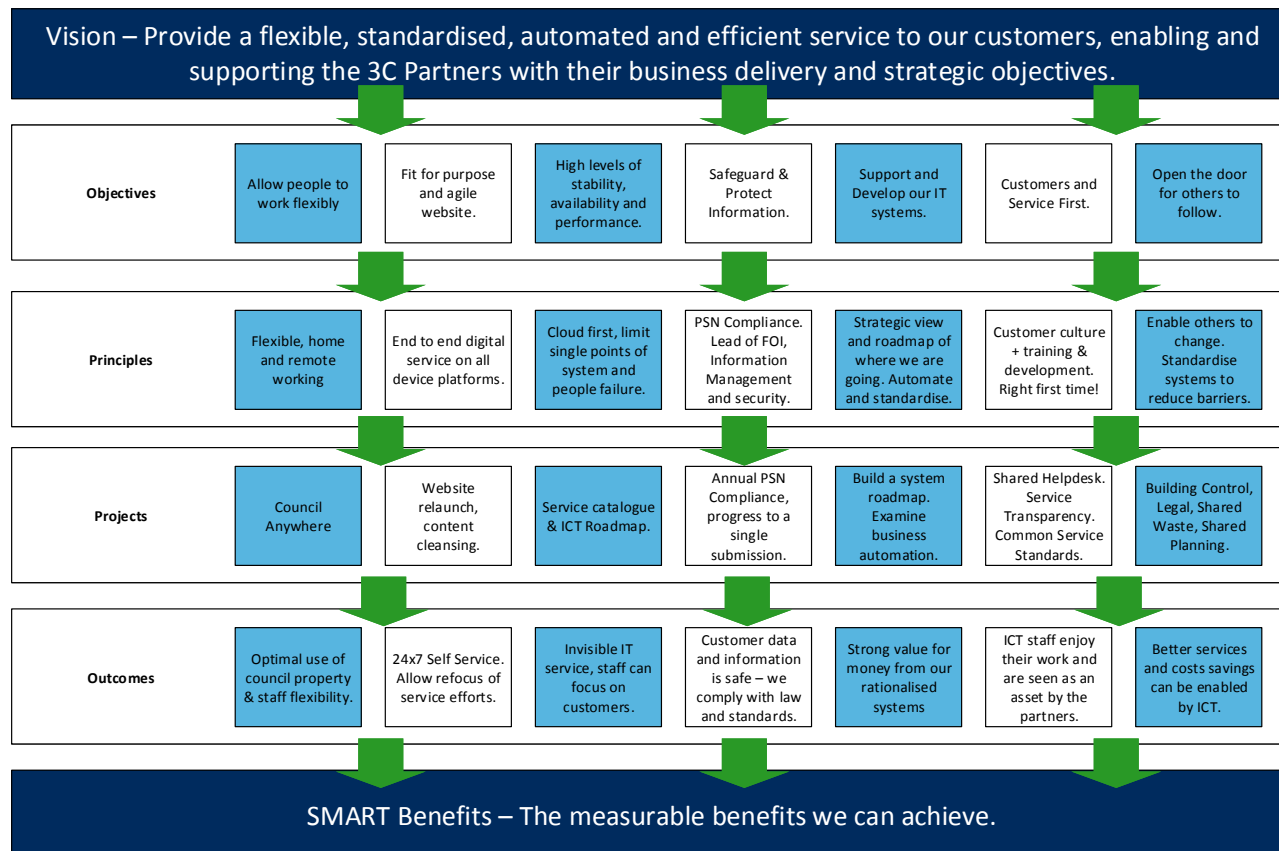 Vision – Provide a flexible, standardised, automated and efficient service to our customers, enabling and
supporting the 3C Partners with their business delivery and strategic objectives.
Objectives
Allow people to
work flexibly
Fit for purpose
and agile
website.
High levels of
stability,
availability and
performance.
Safeguard &
Protect
Information.
Support and
Develop our IT
systems.
Customers and
Service First.
Open the door
for others to
follow.
Principles
Flexible, home
and remote
working
End to end digital
service on all
device platforms.
Cloud first, limit
single points of
system and
people failure.
PSN Compliance.
Lead of FOI,
Information
Management
and security.
Strategic view
and roadmap of
where we are
going. Automate
and standardise.
Customer culture
+ training &
development.
Right first time!
Enable others to
change.
Standardise
systems to
reduce barriers.
Projects
Council
Anywhere
Website
relaunch,
content
cleansing.
Service catalogue
& ICT Roadmap.
Annual PSN
Compliance,
progress to a
single
submission.
Build a system
roadmap.
Examine
business
automation.
Shared Helpdesk.
Service
Transparency.
Common Service
Standards.
Building Control,
Legal, Shared
Waste, Shared
Planning.
Outcomes
Optimal use of
council property
& staff flexibility.
24x7 Self Service.
Allow refocus of
service efforts.
Invisible IT
service, staff can
focus on
customers.
Customer data
and information
is safe – we
comply with law
and standards.
Strong value for
money from our
rationalised
systems
ICT staff enjoy
their work and
are seen as an
asset by the
partners.
Better services
and costs savings
can be enabled
by ICT.
SMART Benefits – The measurable benefits we can achieve.